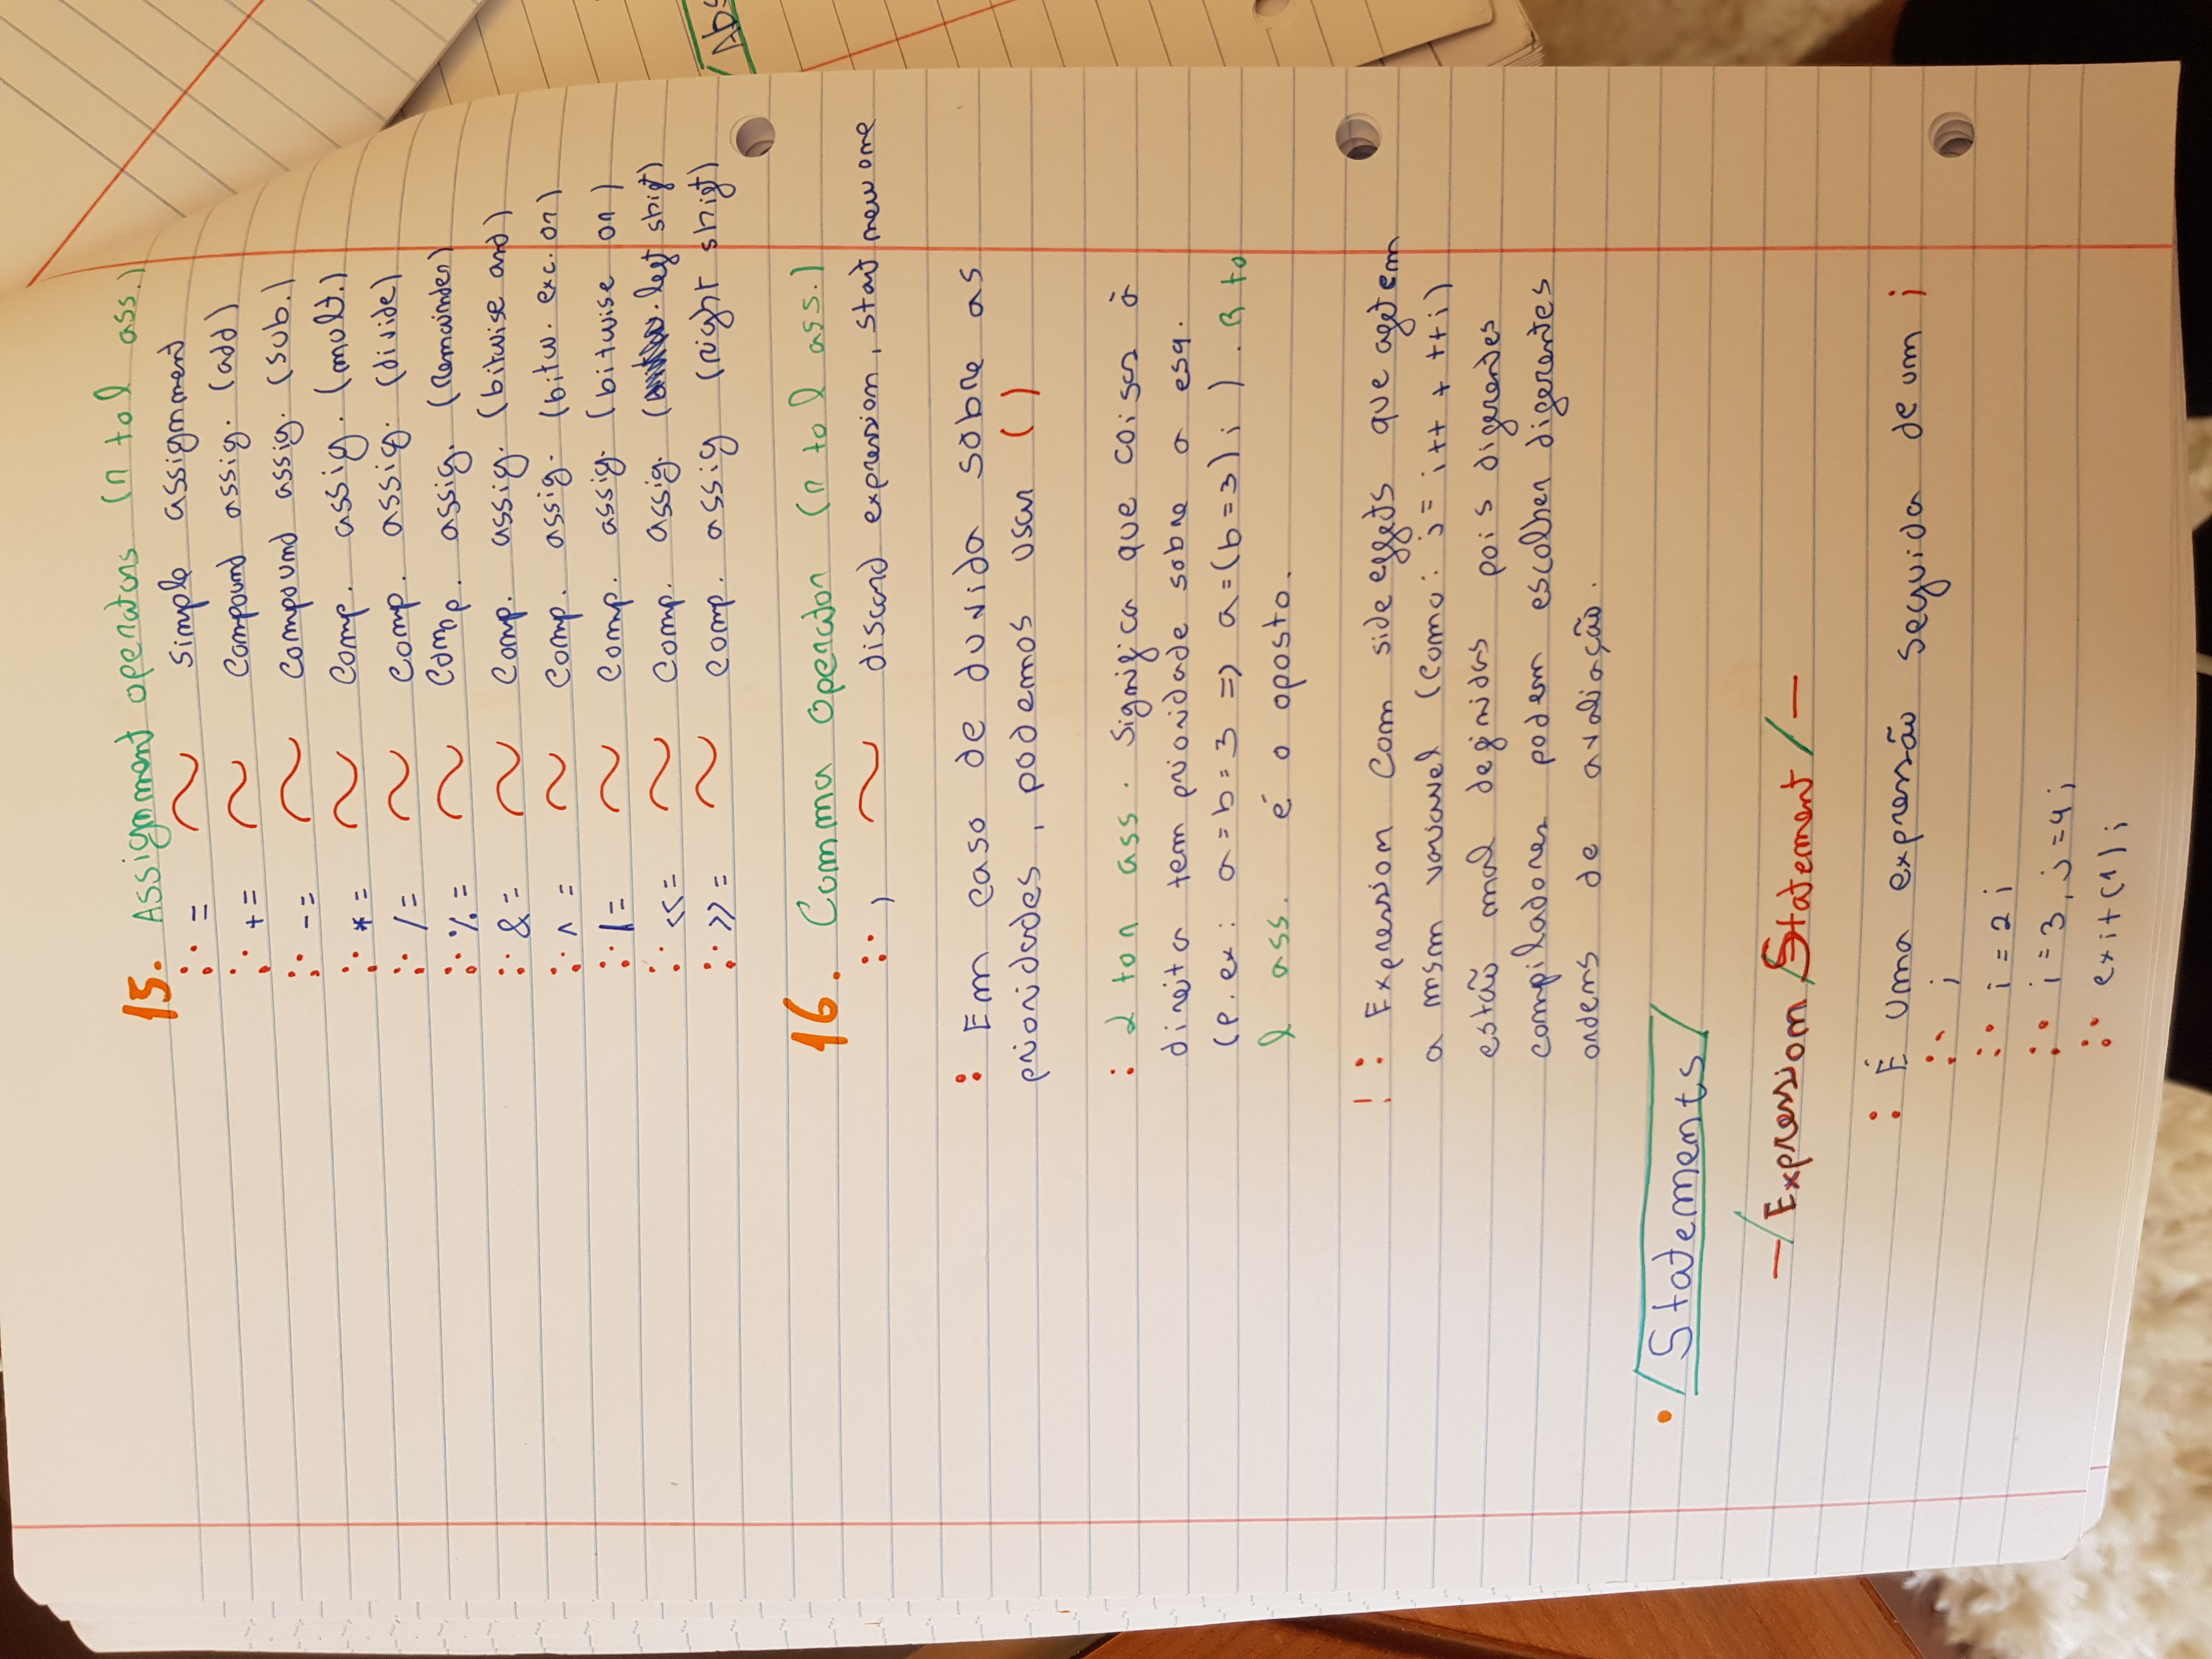 15. Assignment operators (r to l ass.)
:· = ~ simple assignment
:· += ~ compound assig. (add)
:· -= ~ compound assig. (sub.)
:· *= ~ comp. assig. (mult.)
:· /= ~ comp. assig. (divide)
:· %= ~ comp. assig. (remainder)
:· &= ~ comp. assig. (bitwise and)
:· ^= ~ comp. assig. (bitw. exc. or)
:· |= ~ comp. assig. (bitwise or)
:· <<= ~ comp. assig. (left shift)
:· >>= ~ comp. assig (right shift)
16. Comma operator (r to l ass.)
:· , ~ discard expression, start new one
: Em caso de duvida sobre as
prioridades, podemos usar ( )
: L to r ass. significa que coisas à
direita tem prioridade sobre a esq.
(p. ex: a=b=3 => a=(b=3); ). R to
l ass. é o oposto.
! : Expression com side effects que afetem
a msm variavel (como: j= i++ + ++i)
estão mal definidas pois diferentes
compiladores podem escolher diferentes
ordens de avaliação.
• /Statements/
-/Expression Statement/-
: É uma expressão seguida de um ;
:· ;
:· i = 2;
:· i=3, j=4;
:· exit(1);
Abs